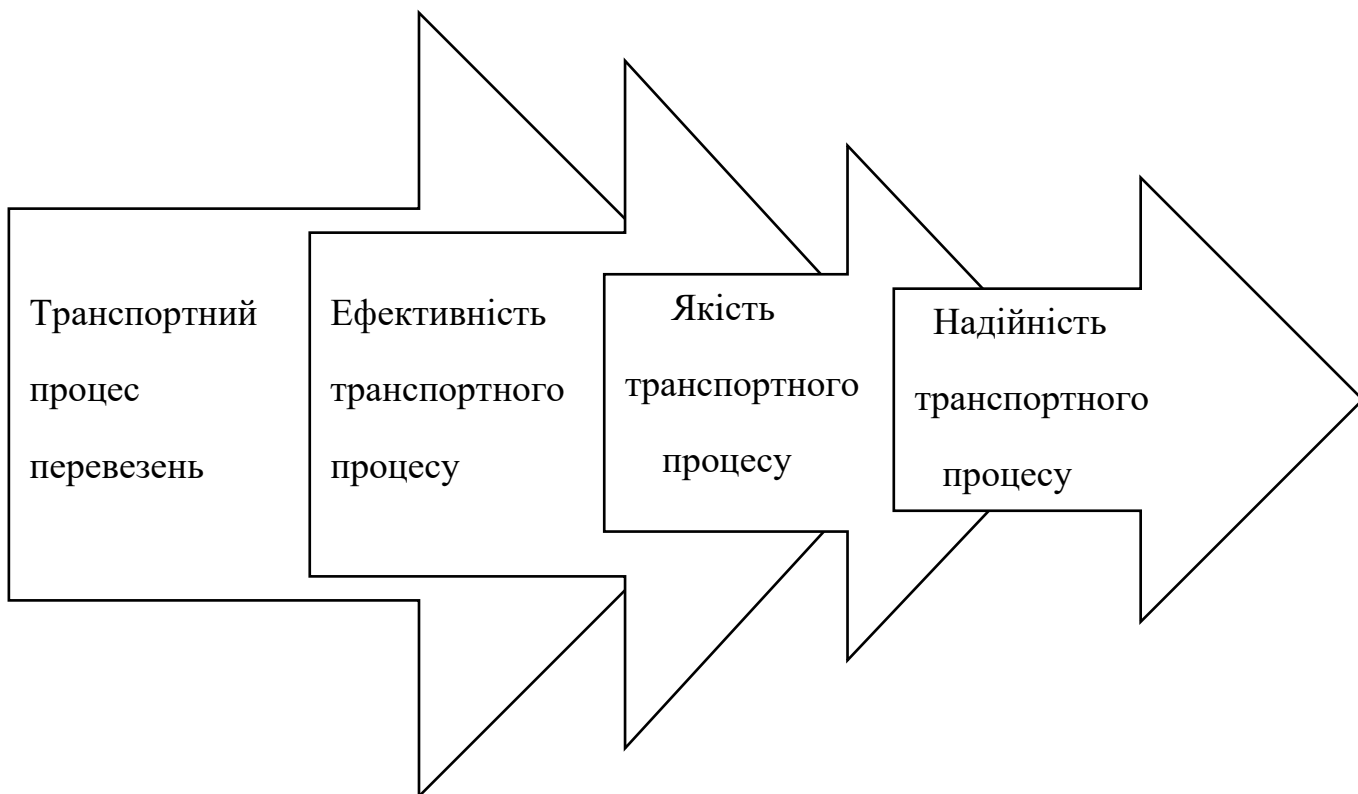 Транспортний
процес
перевезень
Ефективність
транспортного
процесу
Якість
транспортного
процесу
Надійність
транспортного
процесу